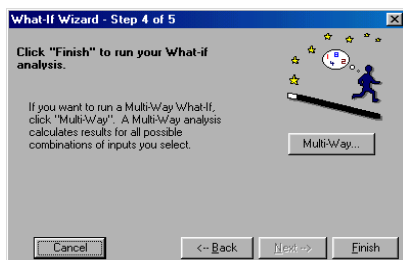 What-If Wizard - Step 4 of 5
Click "Finish" to run your What-if
analysis.
If you want to run a Multi-Way What-If,
click "Multi-Way". A Multi-Way analysis
calculates results for all possible
combinations of inputs you select.
Multi-Way...
Cancel
<-- Back
Next -->
Finish